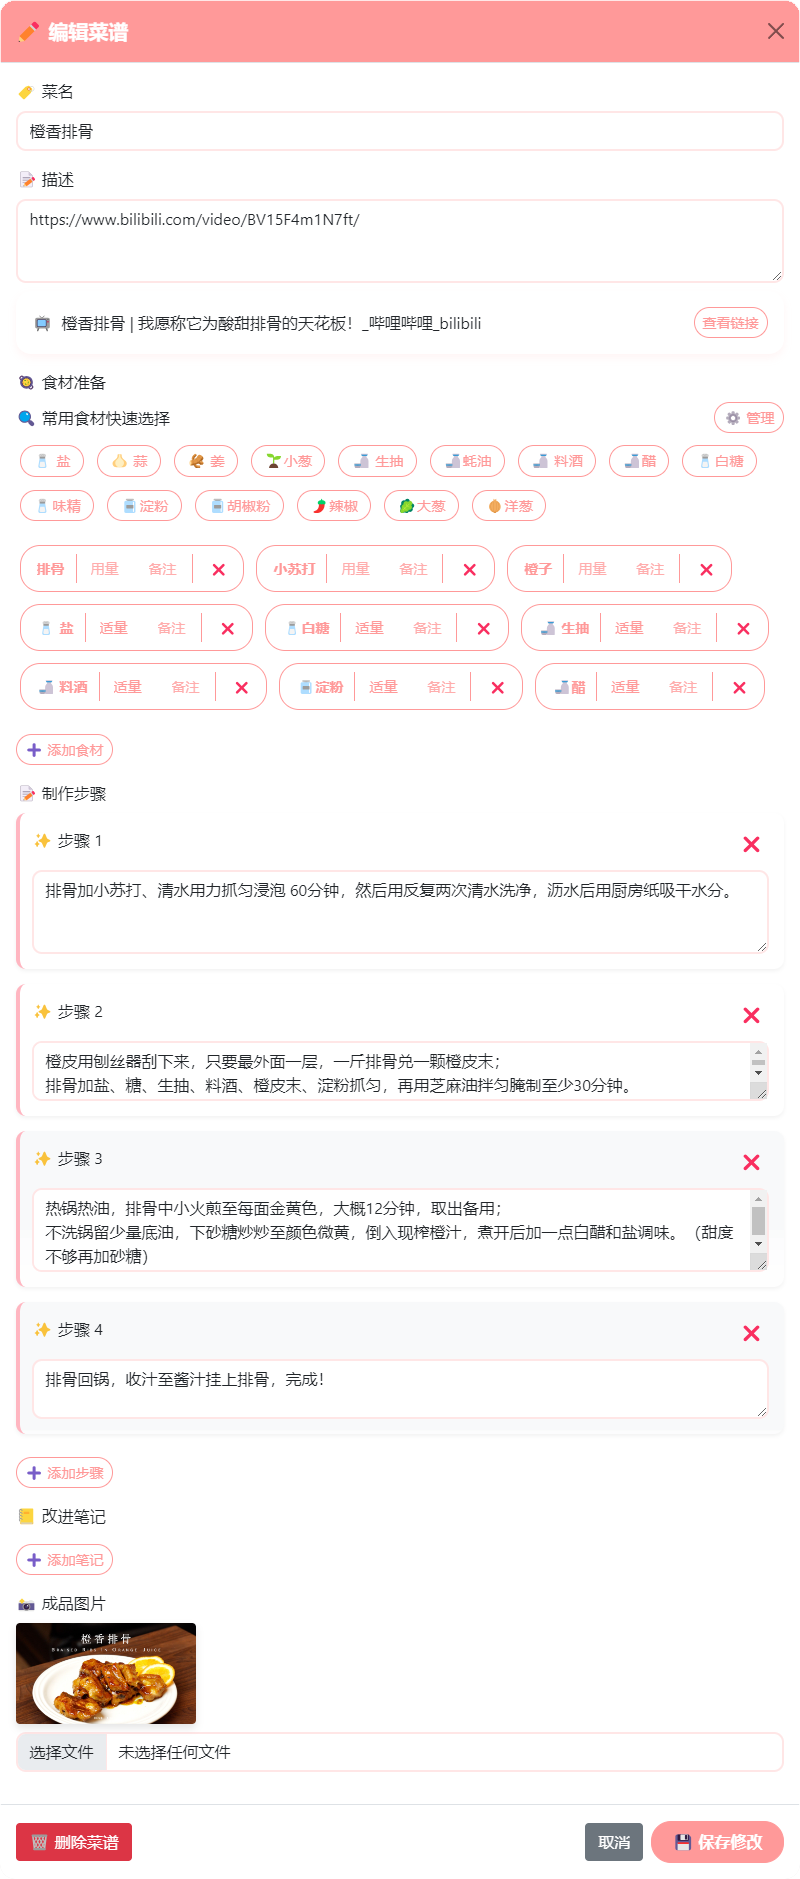 编辑菜谱
菜名
橙香排骨
描述
https://www.bilibili.com/video/BV15F4m1N7ft/
橙香排骨 | 我愿称它为酸甜排骨的天花板！_哔哩哔哩_bilibili
查看链接
食材准备
常用食材快速选择
管理
盐 蒜 姜 小葱 生抽 蚝油 料酒 醋 白糖
味精 淀粉 胡椒粉 辣椒 大葱 洋葱
排骨 用量 备注 小苏打 用量 备注 橙子 用量 备注
盐 适量 备注 白糖 适量 备注 生抽 适量 备注
料酒 适量 备注 淀粉 适量 备注 醋 适量 备注
添加食材
制作步骤
步骤 1
排骨加小苏打、清水用力抓匀浸泡 60分钟，然后用反复两次清水洗净，沥水后用厨房纸吸干水分。
步骤 2
橙皮用刨丝器刮下来，只要最外面一层，一斤排骨兑一颗橙皮末；
排骨加盐、糖、生抽、料酒、橙皮末、淀粉抓匀，再用芝麻油拌匀腌制至少30分钟。
步骤 3
热锅热油，排骨中小火煎至每面金黄色，大概12分钟，取出备用；
不洗锅留少量底油，下砂糖炒炒至颜色微黄，倒入现榨橙汁，煮开后加一点白醋和盐调味。（甜度
不够再加砂糖）
步骤 4
排骨回锅，收汁至酱汁挂上排骨，完成！
添加步骤
改进笔记
添加笔记
成品图片
橙香排骨
BRAISED RIBS IN ORANGE JUICE
选择文件 未选择任何文件
删除菜谱 取消 保存修改